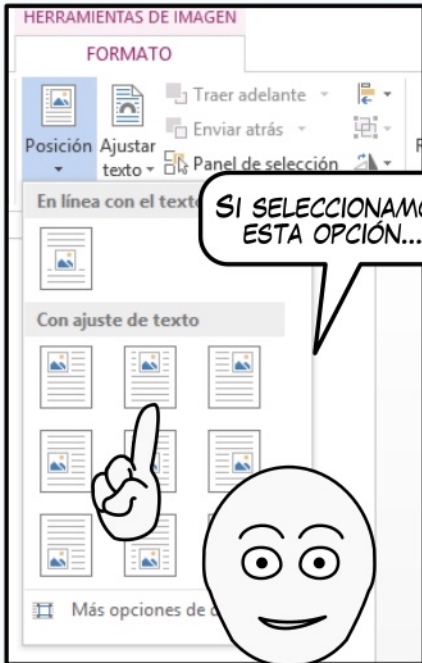 HERRAMIENTAS DE IMAGEN
FORMATO
Traer adelante
Enviar atrás
Panel de selección
Posición
Ajustar
texto
En línea con el texto
SI SELECCIONAMO
ESTA OPCIÓN...
Con ajuste de texto
Más opciones de